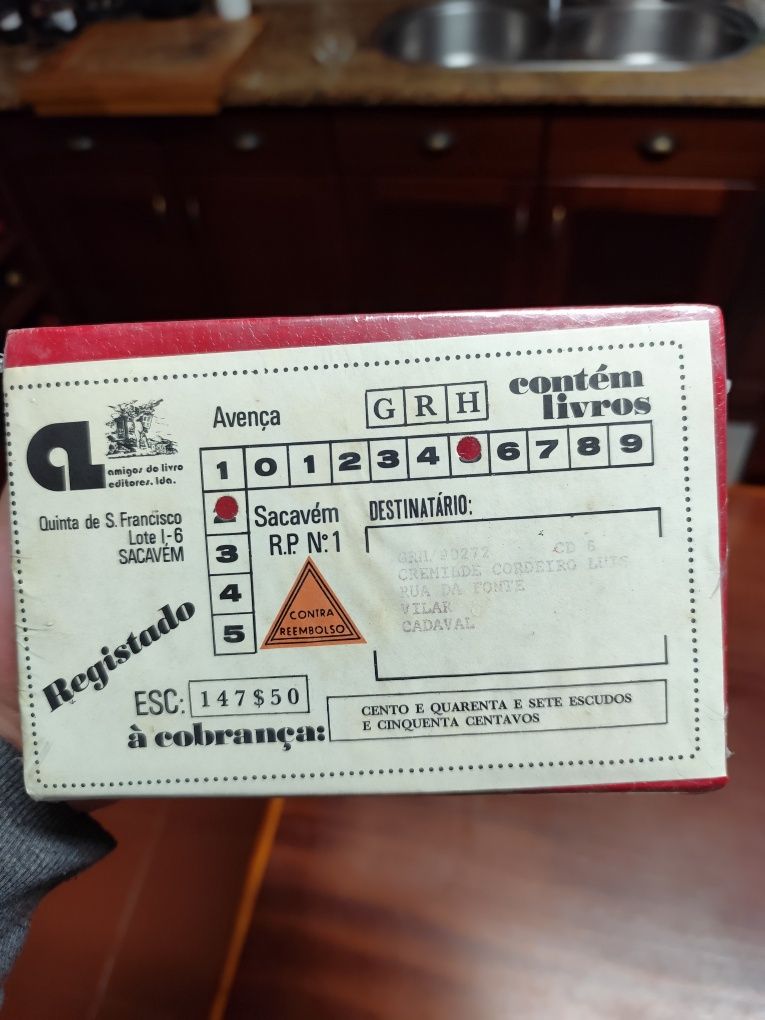 amigos do livro
editores, lda.
Quinta de S. Francisco
Lote I-6
SACAVÉM
Avença
G R H
contém
livros
1 0 1 2 3 4 6 7 8 9
3
4
5
Sacavém
R.P. N.º 1
CONTRA
REEMBOLSO
DESTINATÁRIO:
GRH/90272 CD 6
CREMILDE CORDEIRO LUIS
RUA DA FONTE
VILAR
CADAVAL
Registado
ESC: 147$50
à cobrança:
CENTO E QUARENTA E SETE ESCUDOS
E CINQUENTA CENTAVOS